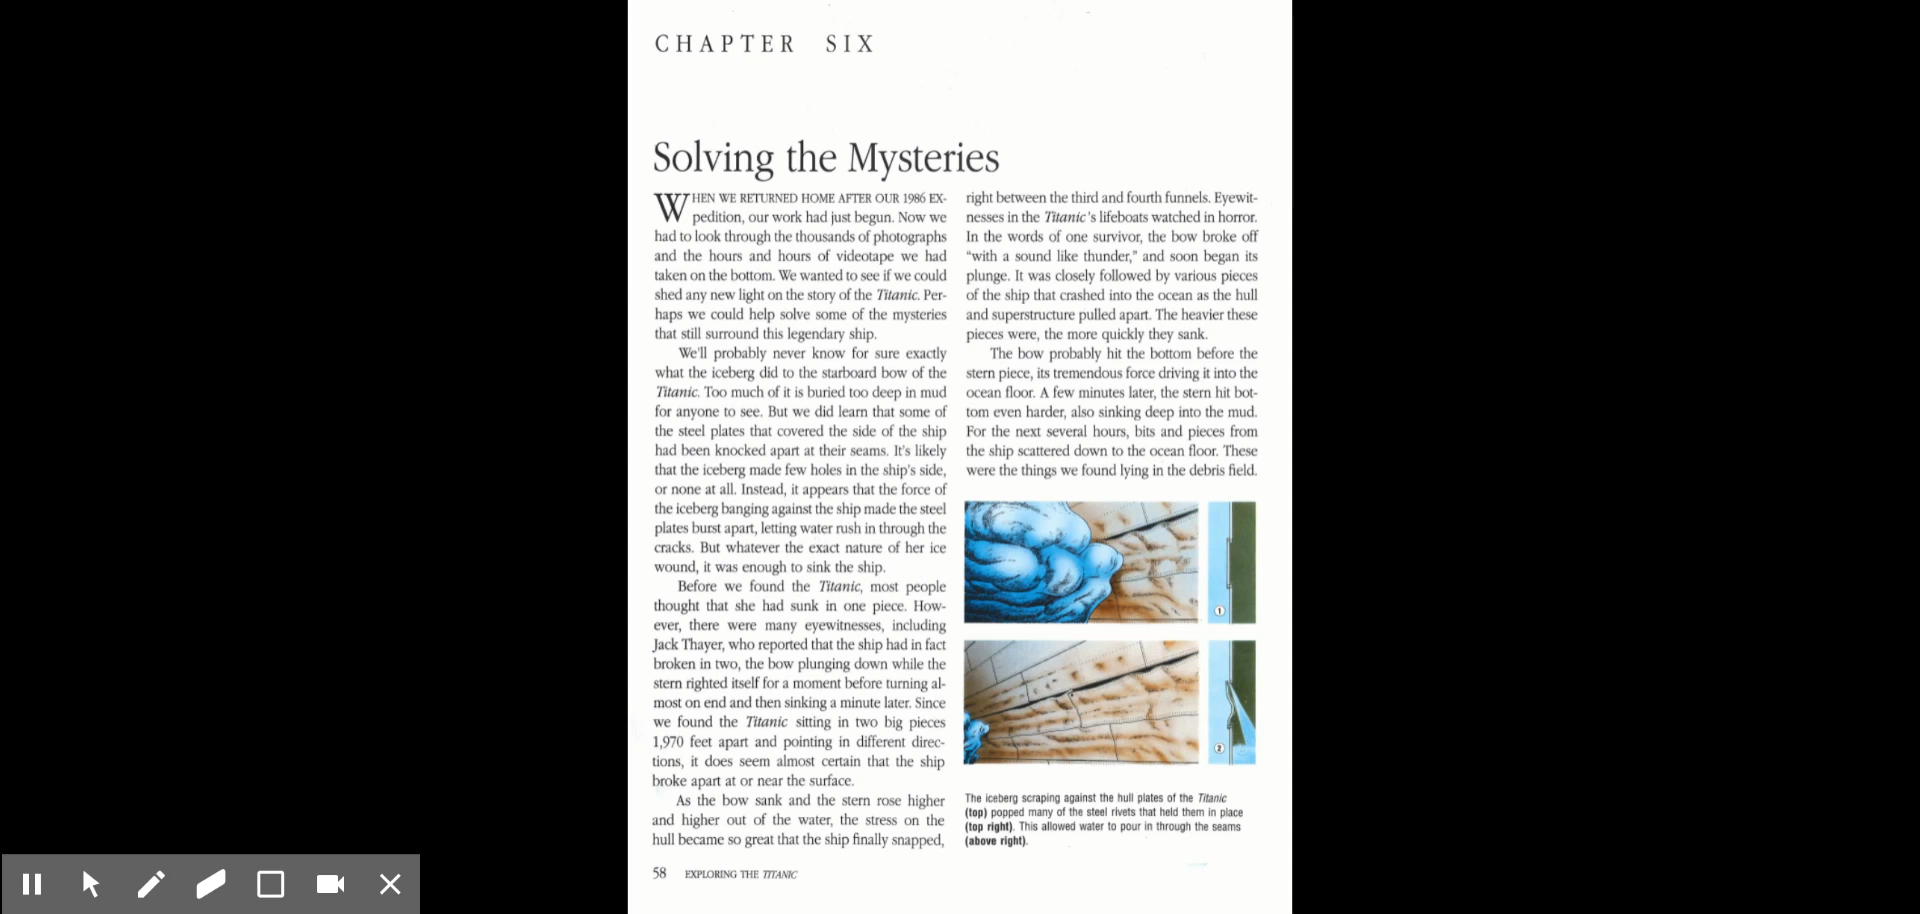 CHAPTER SIX
Solving the Mysteries
WHEN WE RETURNED HOME AFTER OUR 1986 EX-
pedition, our work had just begun. Now we
had to look through the thousands of photographs
and the hours and hours of videotape we had
taken on the bottom. We wanted to see if we could
shed any new light on the story of the Titanic. Per-
haps we could help solve some of the mysteries
that still surround this legendary ship.
We'll probably never know for sure exactly
what the iceberg did to the starboard bow of the
Titanic. Too much of it is buried too deep in mud
for anyone to see. But we did learn that some of
the steel plates that covered the side of the ship
had been knocked apart at their seams. It's likely
that the iceberg made few holes in the ship's side,
or none at all. Instead, it appears that the force of
the iceberg banging against the ship made the steel
plates burst apart, letting water rush in through the
cracks. But whatever the exact nature of her ice
wound, it was enough to sink the ship.
Before we found the Titanic, most people
thought that she had sunk in one piece. How-
ever, there were many eyewitnesses, including
Jack Thayer, who reported that the ship had in fact
broken in two, the bow plunging down while the
stern righted itself for a moment before turning al-
most on end and then sinking a minute later. Since
we found the Titanic sitting in two big pieces
1,970 feet apart and pointing in different direc-
tions, it does seem almost certain that the ship
broke apart at or near the surface.
As the bow sank and the stern rose higher
and higher out of the water, the stress on the
hull became so great that the ship finally snapped,
right between the third and fourth funnels. Eyewit-
nesses in the Titanic's lifeboats watched in horror.
In the words of one survivor, the bow broke off
"with a sound like thunder," and soon began its
plunge. It was closely followed by various pieces
of the ship that crashed into the ocean as the hull
and superstructure pulled apart. The heavier these
pieces were, the more quickly they sank.
The bow probably hit the bottom before the
stern piece, its tremendous force driving it into the
ocean floor. A few minutes later, the stern hit bot-
tom even harder, also sinking deep into the mud.
For the next several hours, bits and pieces from
the ship scattered down to the ocean floor. These
were the things we found lying in the debris field.
1
2
The iceberg scraping against the hull plates of the Titanic
(top) popped many of the steel rivets that held them in place
(top right). This allowed water to pour in through the seams
(above right).
58 EXPLORING THE TITANIC